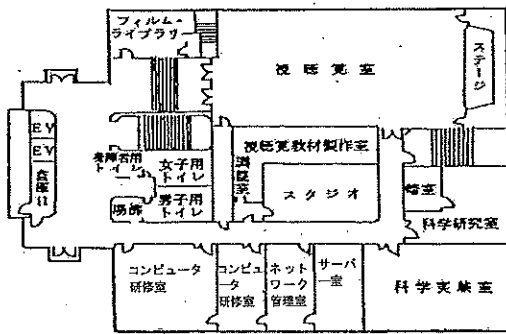 フィルム・
ライブラリー
視聴覚室
ステージ
EV
EV
倉庫
身障者用
トイレ
女子用
トイレ
男子用
トイレ
湯沸
視聴覚教材製作室
調整室
スタジオ
暗室
科学研究室
コンピュータ
研修室
コンピュ
ータ
研修室
ネット
ワーク
管理室
サーバ
ー室
科学実験室